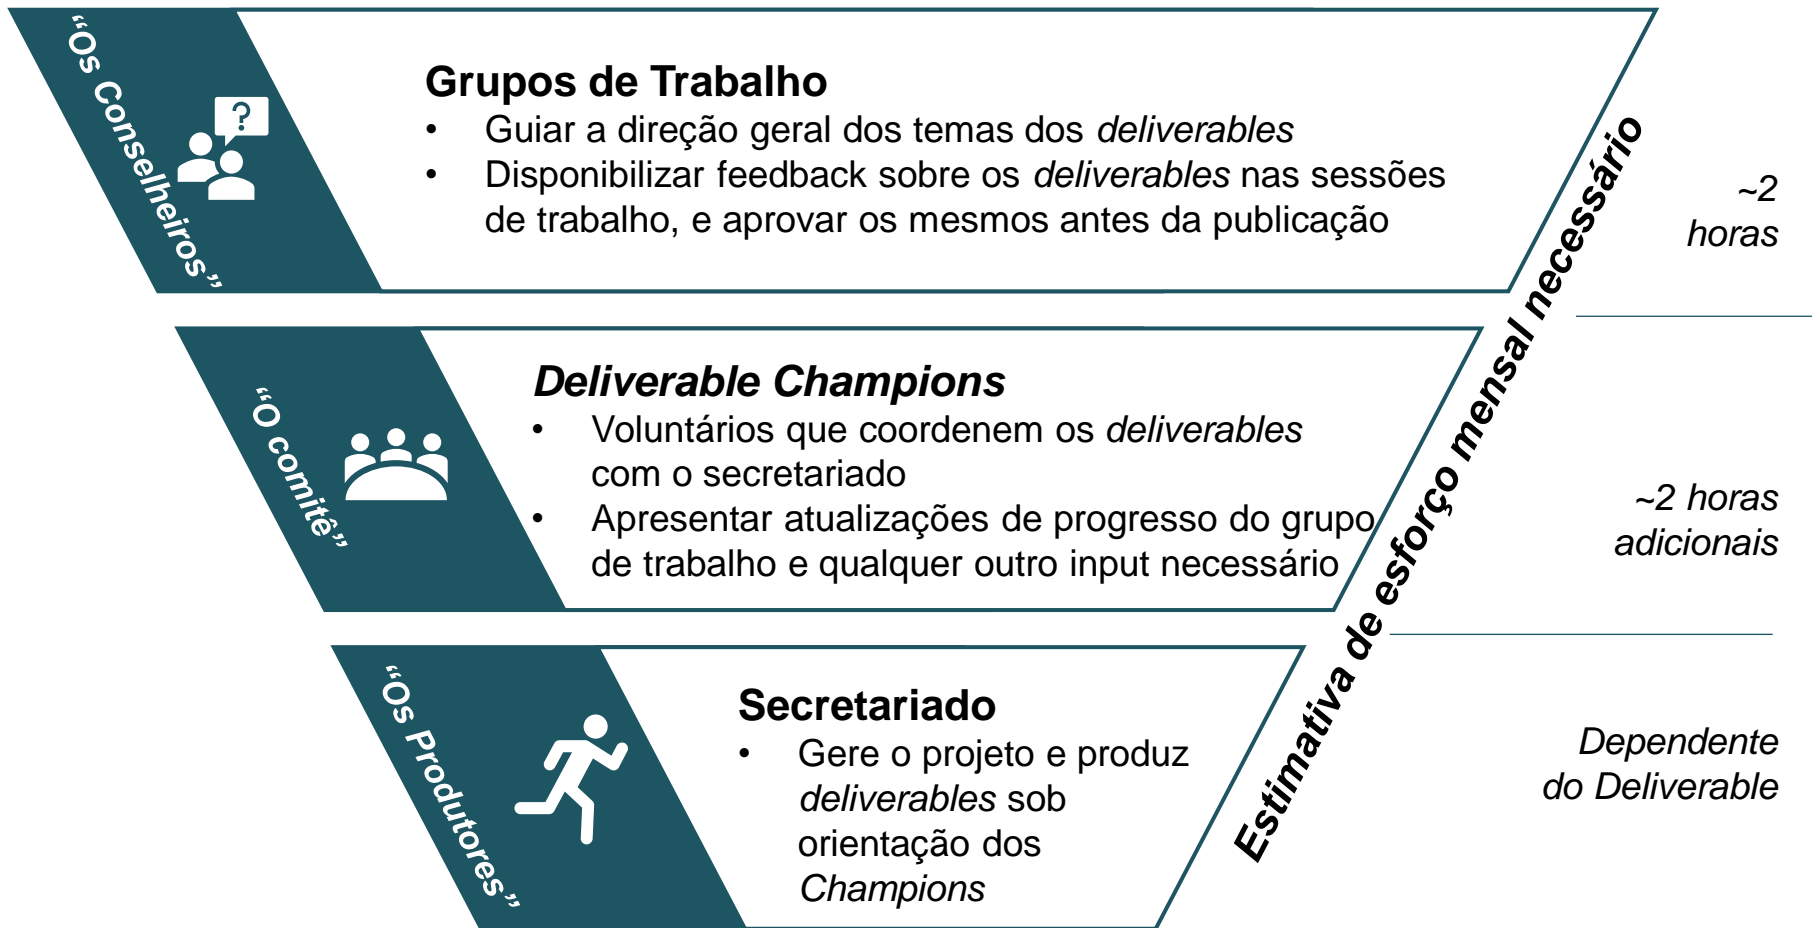 “Os Conselheiros”
?
Grupos de Trabalho
• Guiar a direção geral dos temas dos deliverables
• Disponibilizar feedback sobre os deliverables nas sessões
de trabalho, e aprovar os mesmos antes da publicação
~2
horas
“O comitê”
Deliverable Champions
• Voluntários que coordenem os deliverables
com o secretariado
• Apresentar atualizações de progresso do grupo
de trabalho e qualquer outro input necessário
~2 horas
adicionais
“Os Produtores”
Secretariado
• Gere o projeto e produz
deliverables sob
orientação dos
Champions
Dependente
do Deliverable
Estimativa de esforço mensal necessário